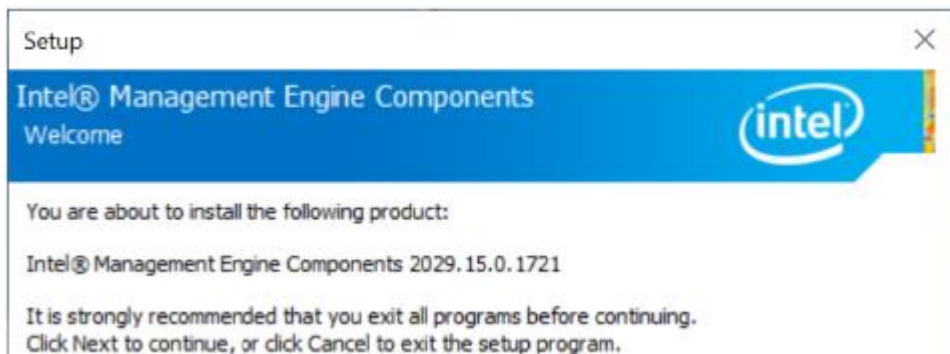 Setup
Intel® Management Engine Components
Welcome
intel
You are about to install the following product:
Intel® Management Engine Components 2029.15.0.1721
It is strongly recommended that you exit all programs before continuing.
Click Next to continue, or click Cancel to exit the setup program.